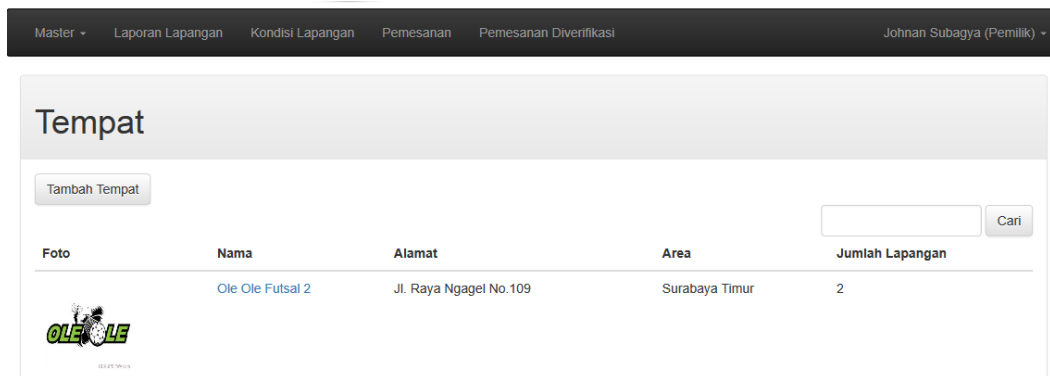 Master Laporan Lapangan Kondisi Lapangan Pemesanan Pemesanan Diverifikasi Johnan Subagya (Pemilik)
Tempat
Tambah Tempat
Cari
Foto Nama Alamat Area Jumlah Lapangan
Ole Ole Futsal 2 Jl. Raya Ngagel No.109 Surabaya Timur 2
OLE OLE